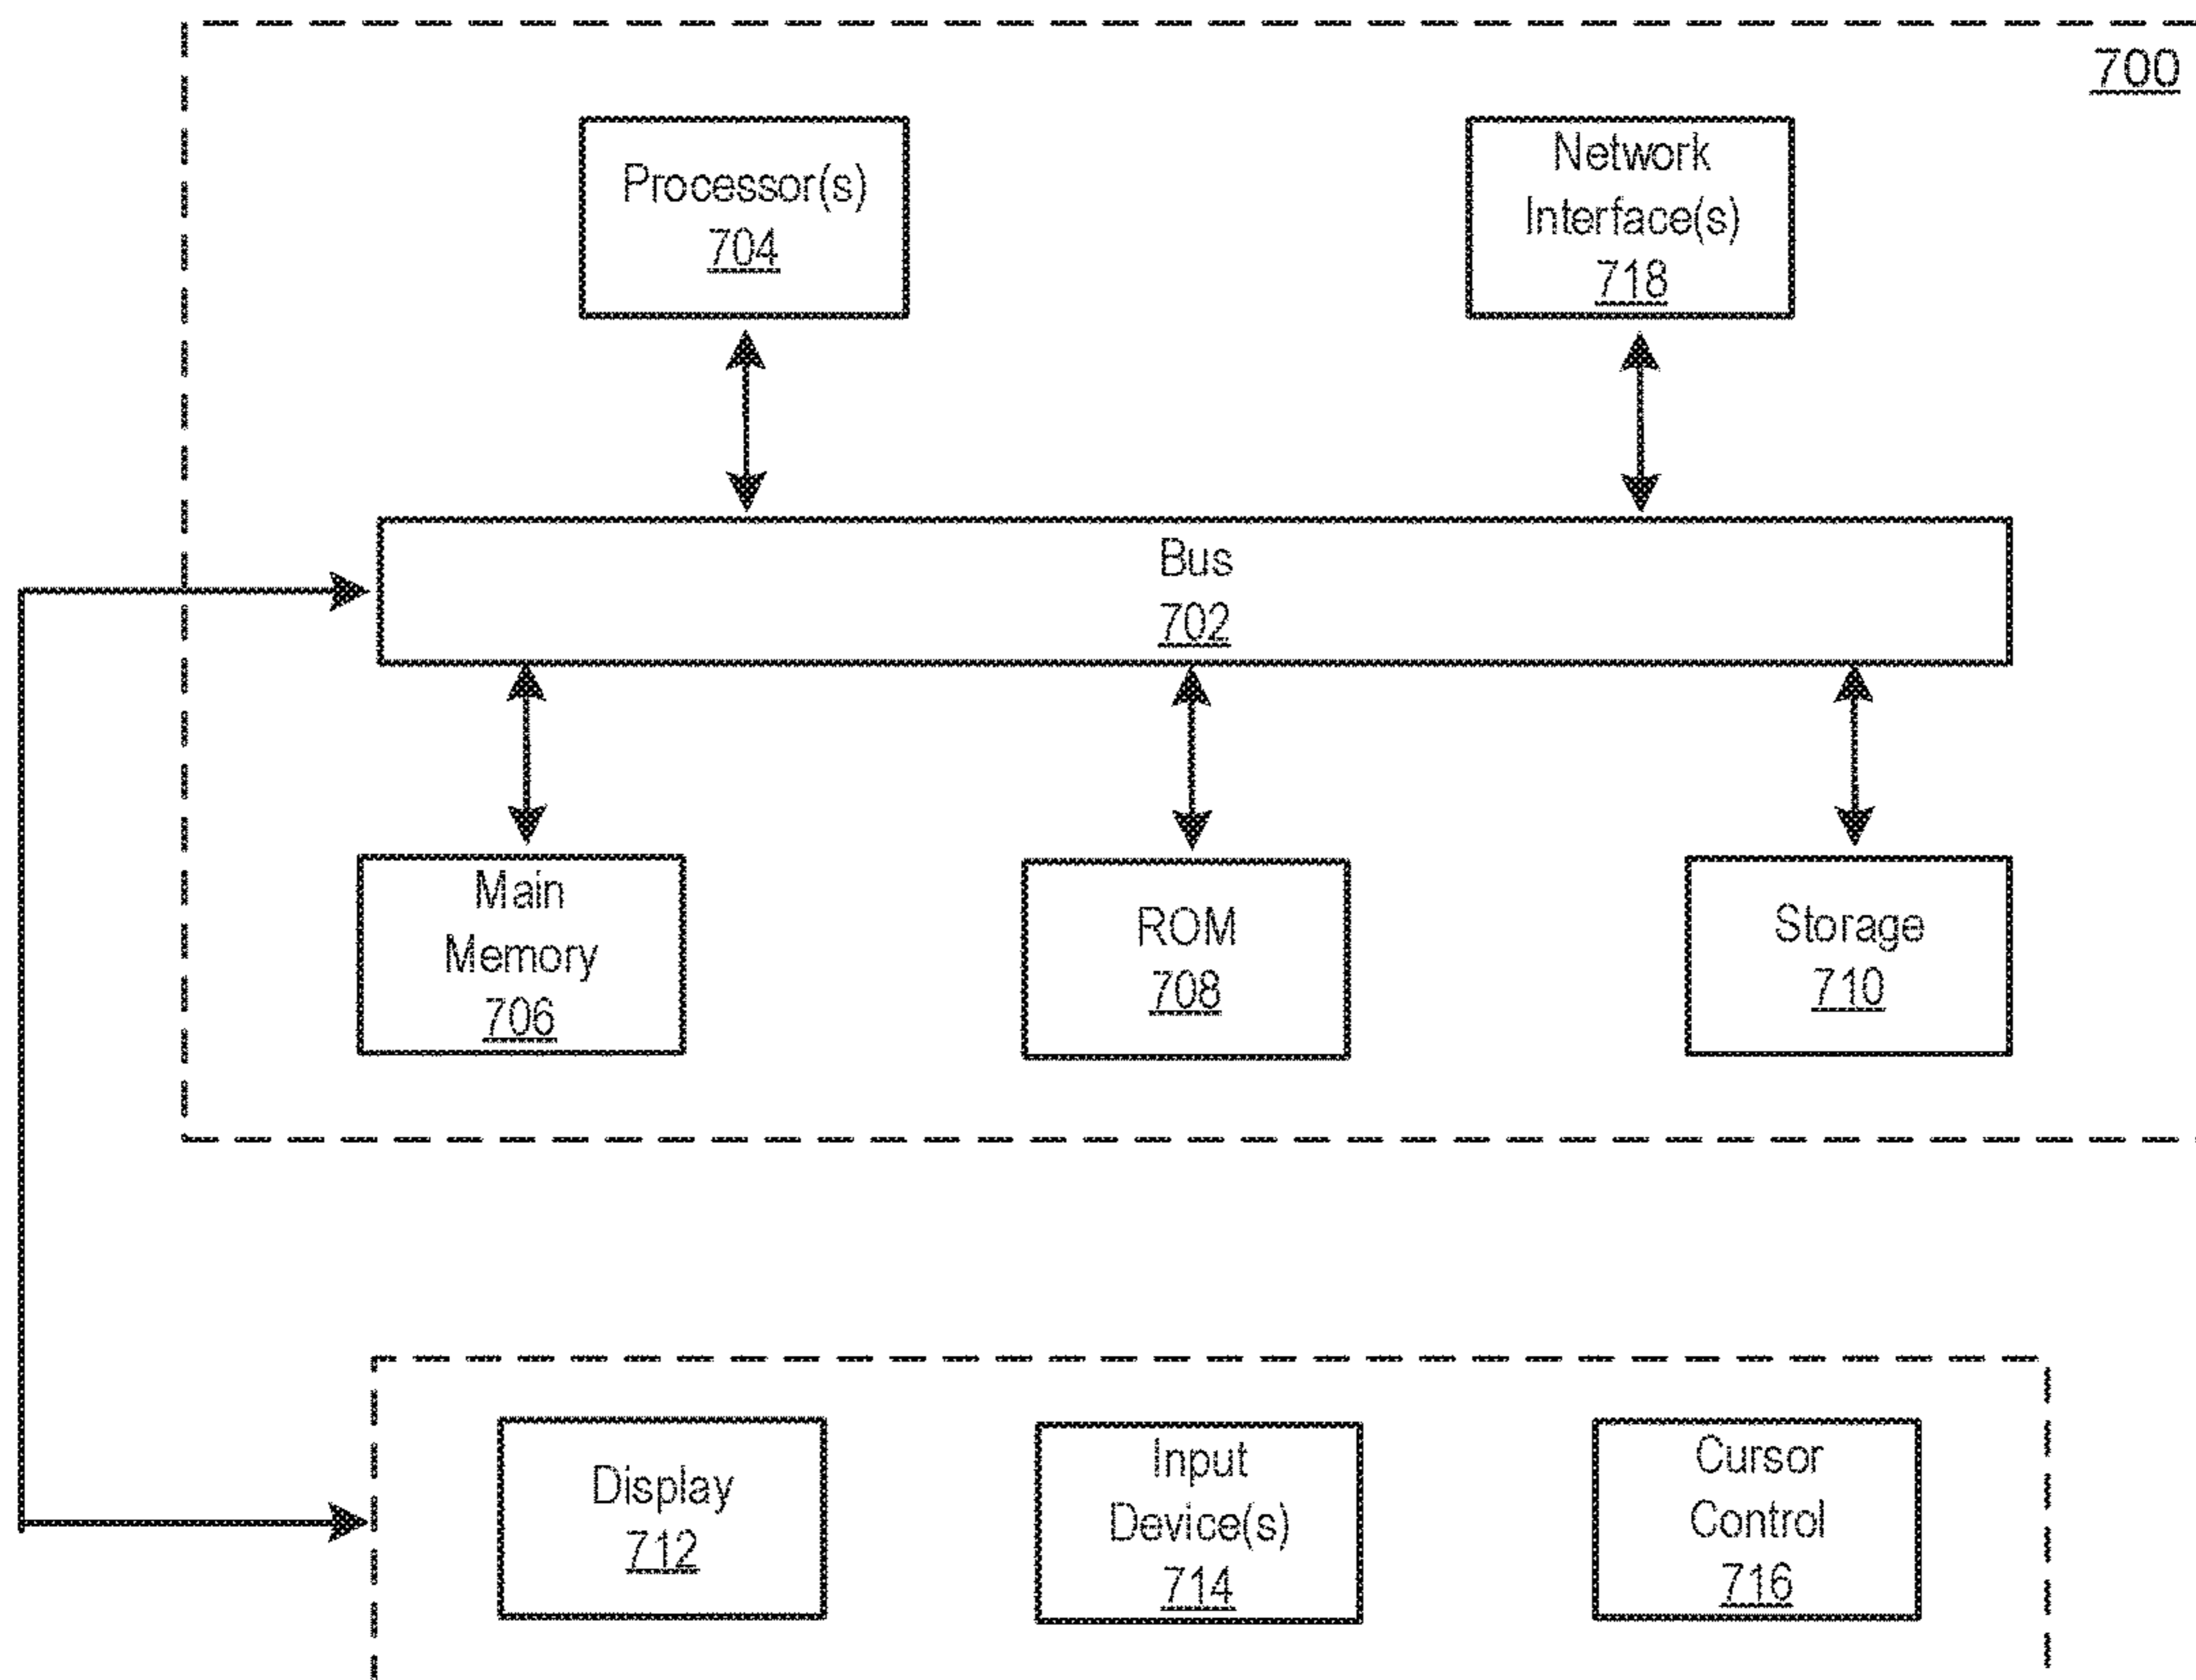 700
Processor(s)
704
Network
Interface(s)
718
Bus
702
Main
Memory
706
ROM
708
Storage
710
Display
712
Input
Device(s)
714
Cursor
Control
716